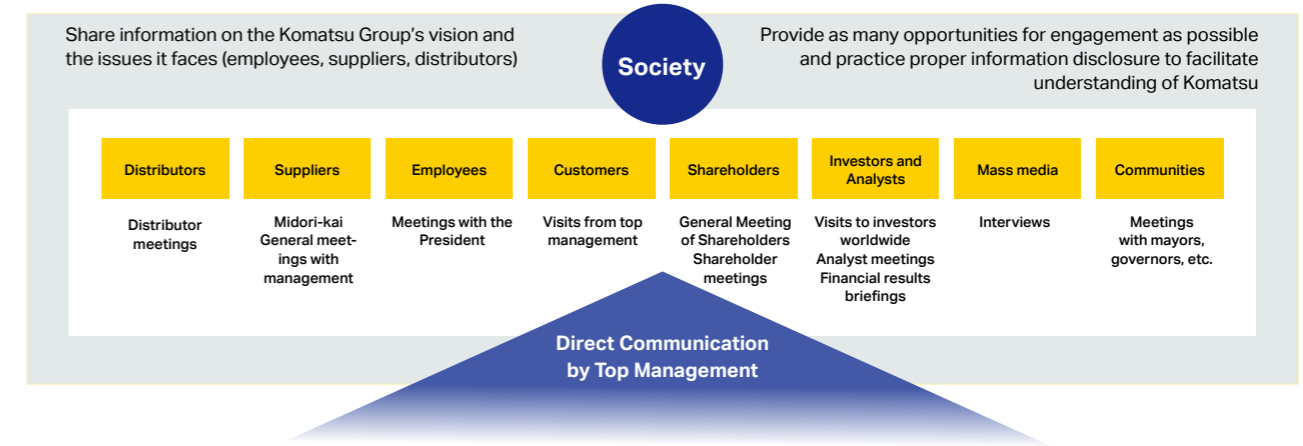 Share information on the Komatsu Group's vision and
the issues it faces (employees, suppliers, distributors)
Society
Provide as many opportunities for engagement as possible
and practice proper information disclosure to facilitate
understanding of Komatsu
Distributors
Distributor
meetings
Suppliers
Midori-kai
General meet-
ings with
management
Employees
Meetings with the
President
Customers
Visits from top
management
Shareholders
General Meeting
of Shareholders
Shareholder
meetings
Investors and
Analysts
Visits to investors
worldwide
Analyst meetings
Financial results
briefings
Mass media
Interviews
Communities
Meetings
with mayors,
governors, etc.
Direct Communication
by Top Management